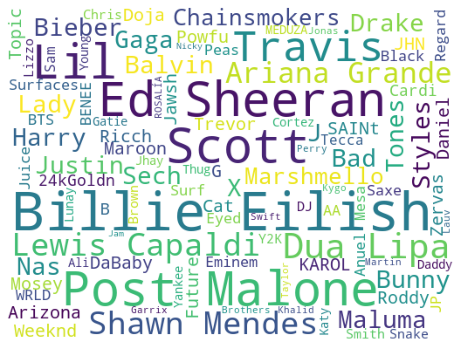 Chris Doja Chainsmokers Drake
Topic Bieber Gaga Powfu Travis MEDUZA Jonas JHN Regard
Lizzo Sam Young Lil Peas Nicky Black
Surfaces BENEE Balvin Jawsh ROSALÍA Ariana Grande Cardi
BTS Lady Gatie Ed Sheeran Tones Styles Daniel
Harry Ricch Trevor Cortez J SAINt
Juice Maroon Jhay Scott Perry Tecca
Justin Sech Thug G Bad
24kGoldn Surf X Marshmello Saxe Zervas
Lunay B Billie Eilish
Brown Cat Eyed DJ AA Mesa Kygo Lauv
Lewis Capaldi Y2K Swift Dua Lipa
Nas Ali Jam DaBaby Future Eminem KAROL Anuel Martin Daddy
Mosey Yankee Post Malone Taylor Bunny
WRLD Roddy JP
Arizona Garrix Brothers Khalid Katy Maluma
Weeknd Shawn Mendes Smith Snake